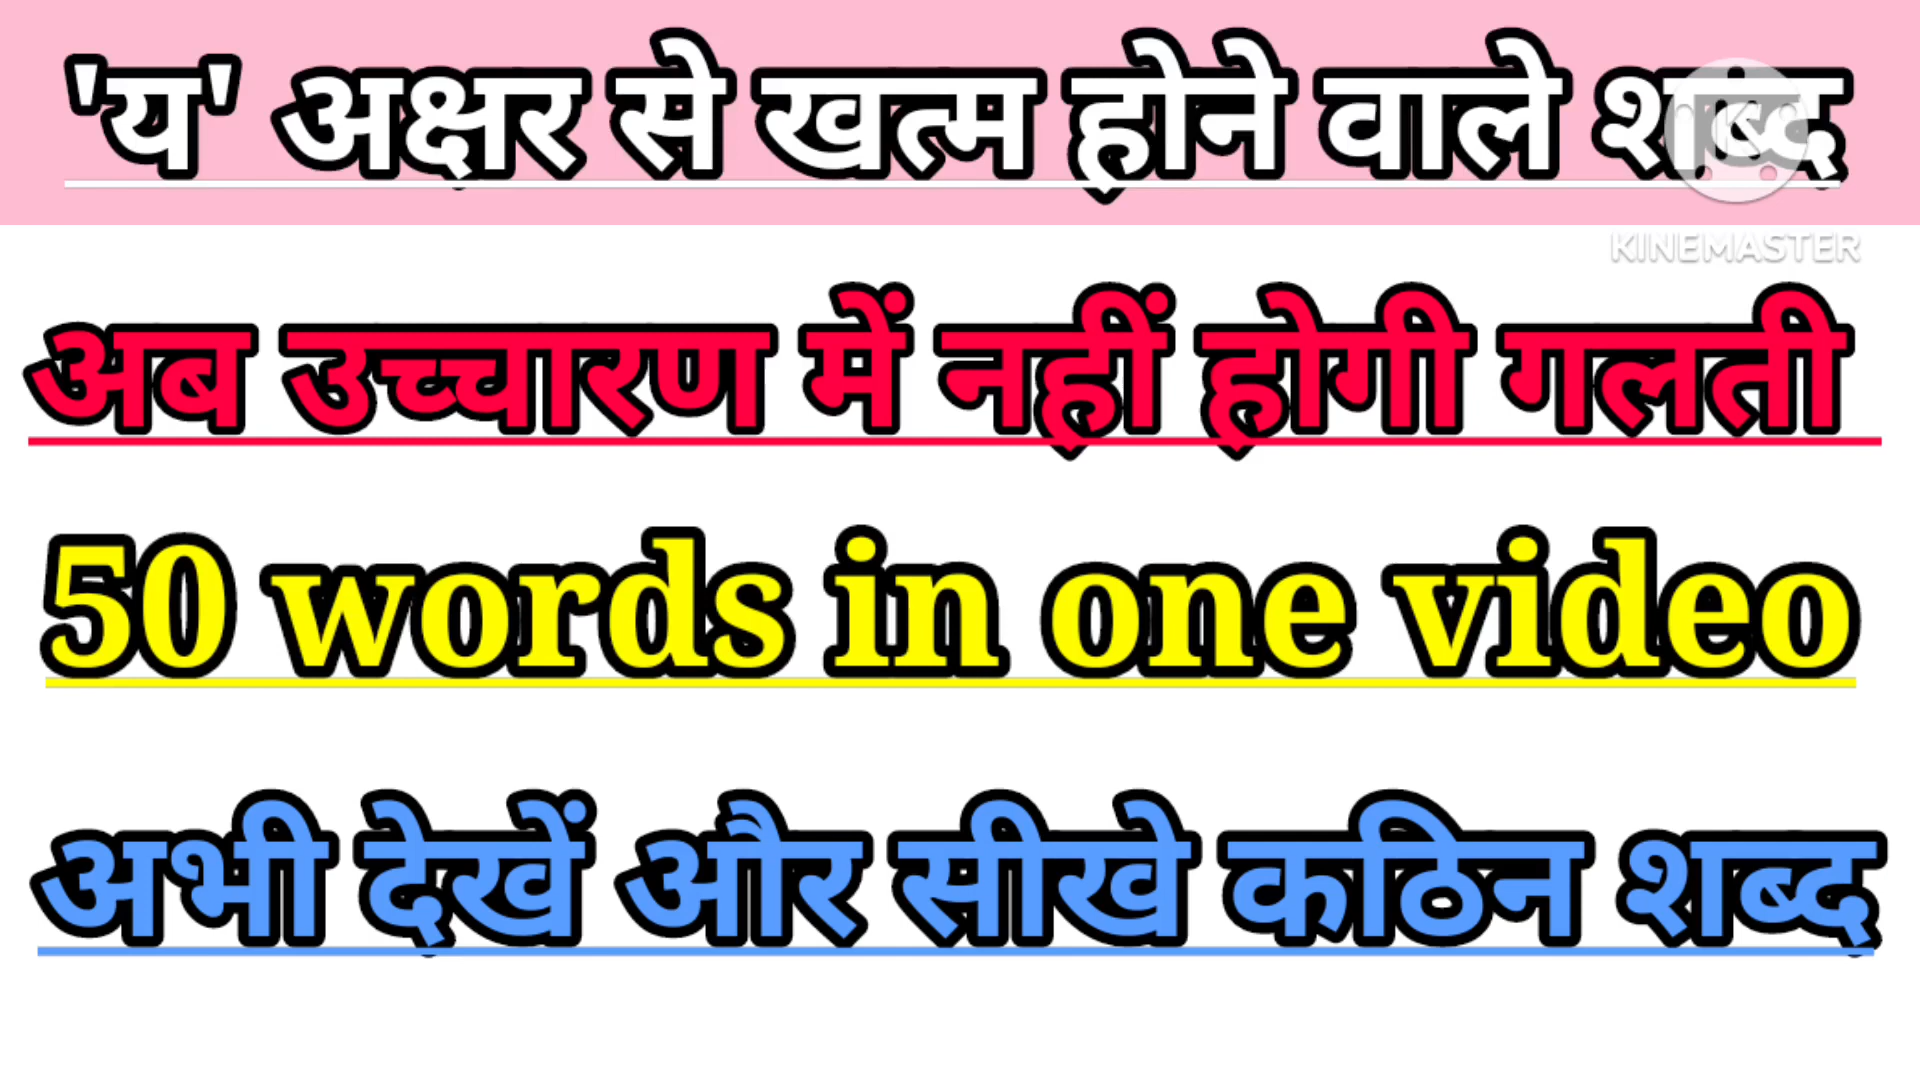 'य' अक्षर से खत्म होने वाले शब्द
KINEMASTER
अब उच्चारण में नहीं होगी गलती
50 words in one video
अभी देखें और सीखे कठिन शब्द